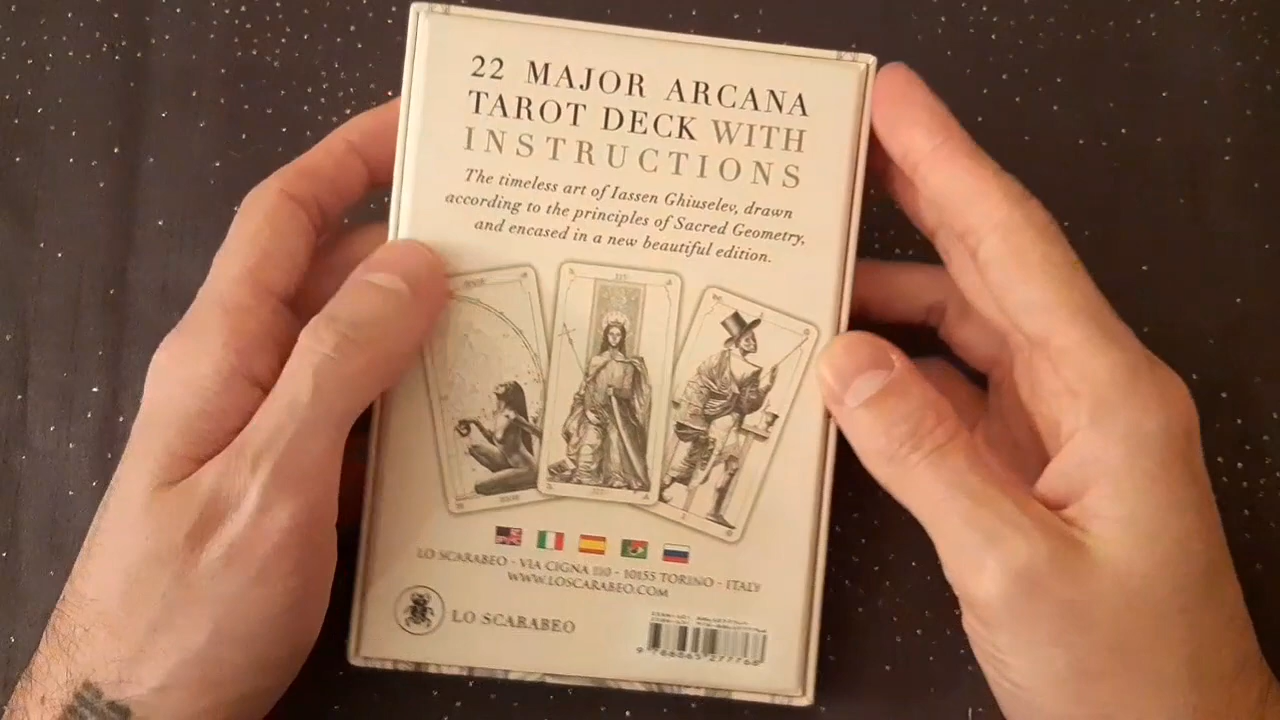 22 MAJOR ARCANA
TAROT DECK WITH
INSTRUCTIONS
The timeless art of Iassen Ghiuselev, drawn
according to the principles of Sacred Geometry,
and encased in a new beautiful edition.
III
LO SCARABEO - VIA CIGNA 110 - 10155 TORINO - ITALY
WWW.LOSCARABEO.COM
LO SCARABEO